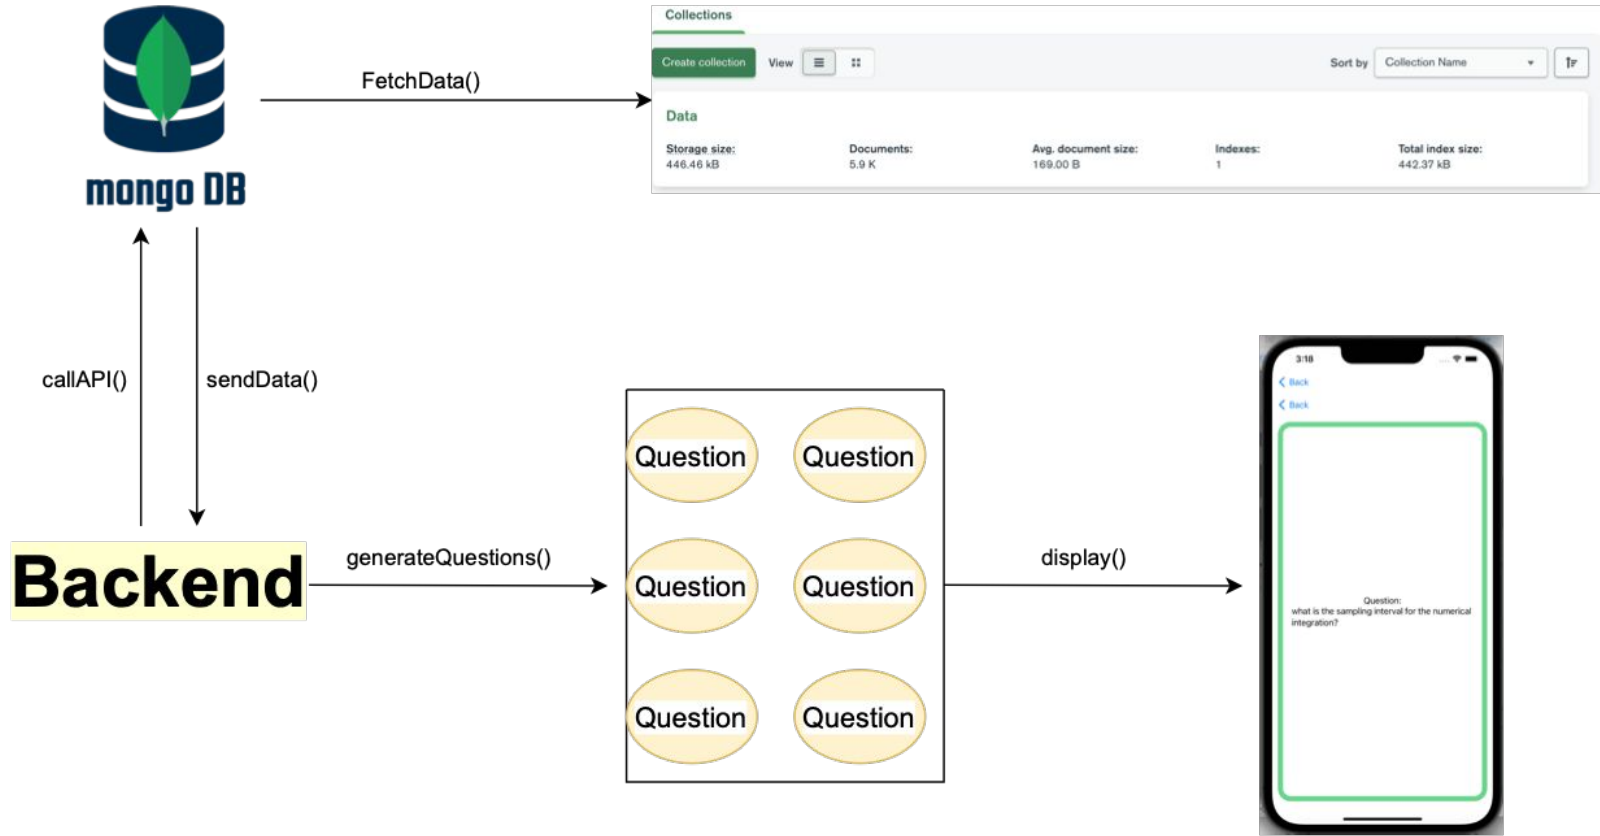 mongo DB
FetchData()
Collections
Create collection View Sort by Collection Name
Data
Storage size: Documents: Avg. document size: Indexes: Total index size:
446.46 kB 5.9 K 169.00 B 1 442.37 kB
callAPI() sendData()
Backend
generateQuestions()
Question Question
Question Question
Question Question
display()
3:18
Back
Back
Question:
what is the sampling interval for the numerical
integration?